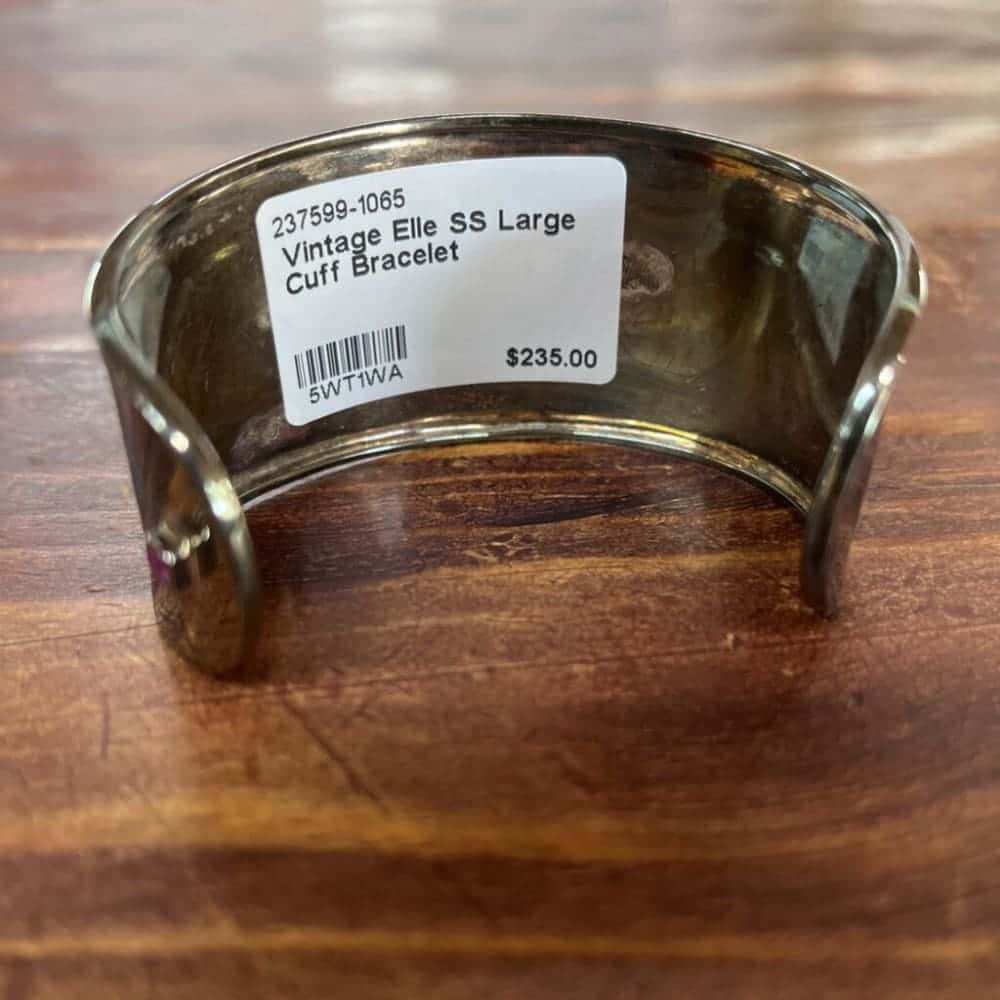 237599-1065
Vintage Elle SS Large
Cuff Bracelet
$235.00
5WT1WA